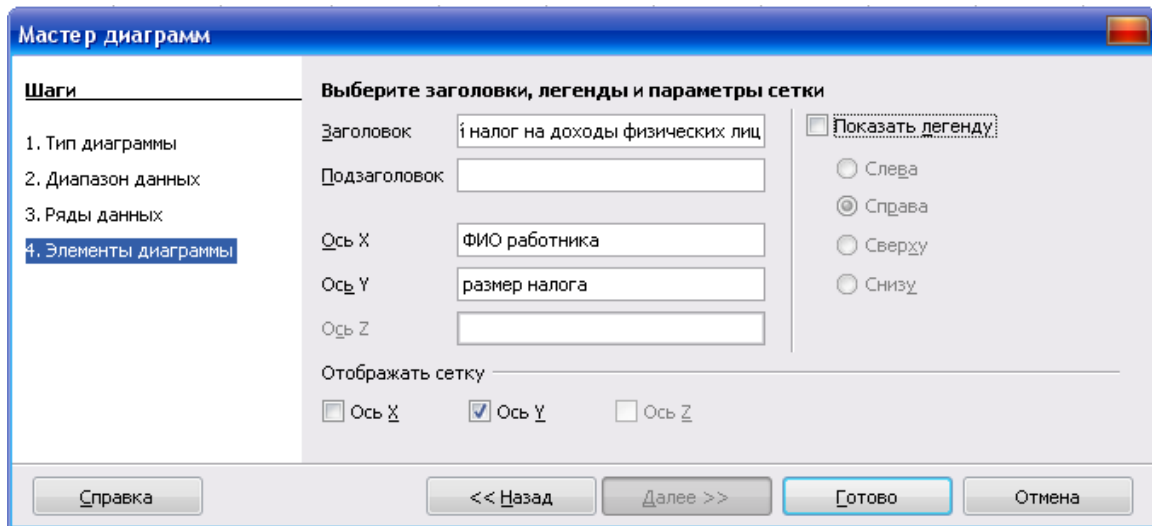 Мастер диаграмм
Шаги
1. Тип диаграммы
2. Диапазон данных
3. Ряды данных
4. Элементы диаграммы
Выберите заголовки, легенды и параметры сетки
Заголовок
налог на доходы физических лиц
Подзаголовок
Ось X
ФИО работника
Ось Y
размер налога
Ось Z
Показать легенду
Слева
Справа
Сверху
Снизу
Отображать сетку
Ось X
Ось Y
Ось Z
Справка
<< Назад
Далее >>
Готово
Отмена